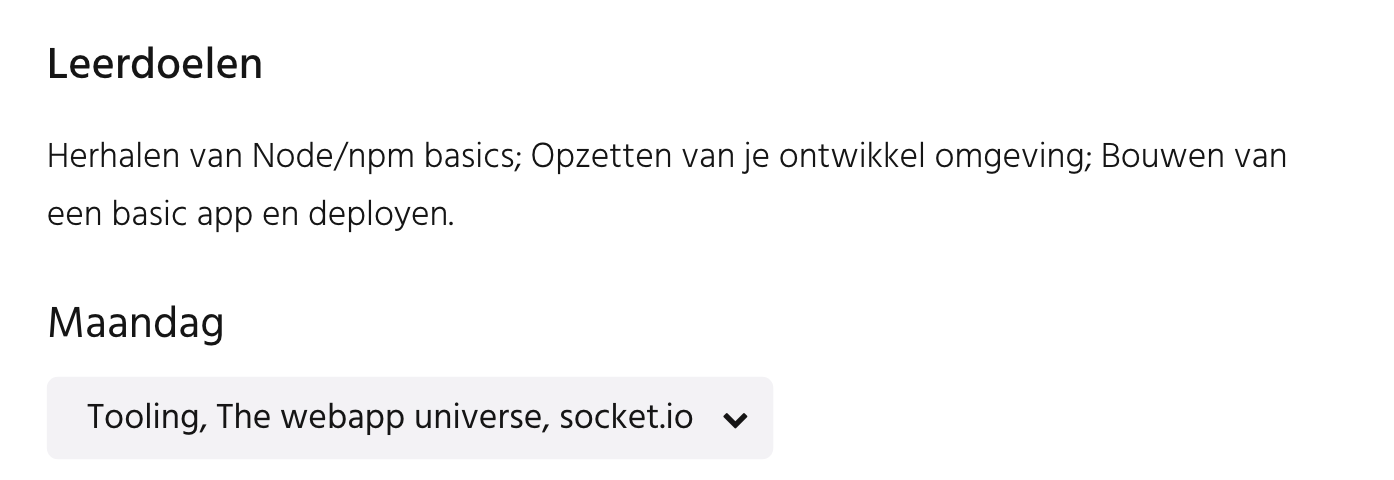 Leerdoelen
Herhalen van Node/npm basics; Opzetten van je ontwikkel omgeving; Bouwen van
een basic app en deployen.
Maandag
Tooling, The webapp universe, socket.io